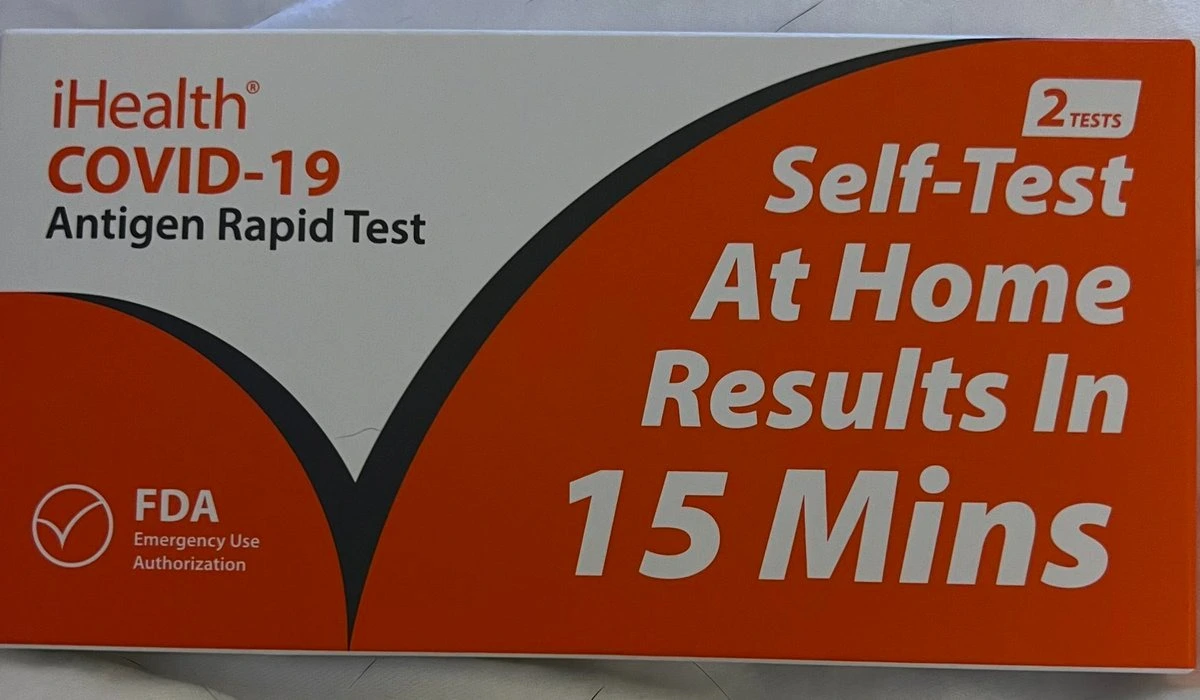 iHealth®
COVID-19
Antigen Rapid Test
2 TESTS
Self-Test
At Home
Results In
15 Mins
FDA
Emergency Use
Authorization